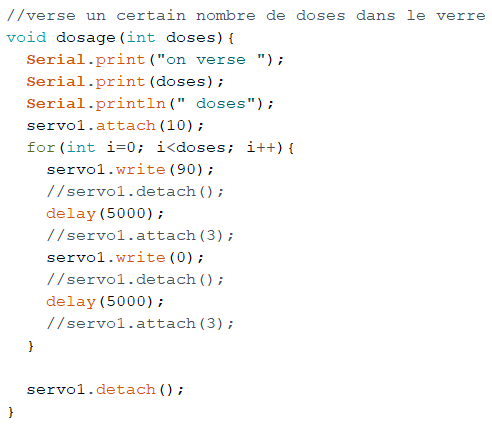 //verse un certain nombre de doses dans le verre
void dosage(int doses){
  Serial.print("on verse ");
  Serial.print(doses);
  Serial.println(" doses");
  servo1.attach(10);
  for(int i=0; i<doses; i++){
    servo1.write(90);
    //servo1.detach();
    delay(5000);
    //servo1.attach(3);
    servo1.write(0);
    //servo1.detach();
    delay(5000);
    //servo1.attach(3);
  }

  servo1.detach();
}